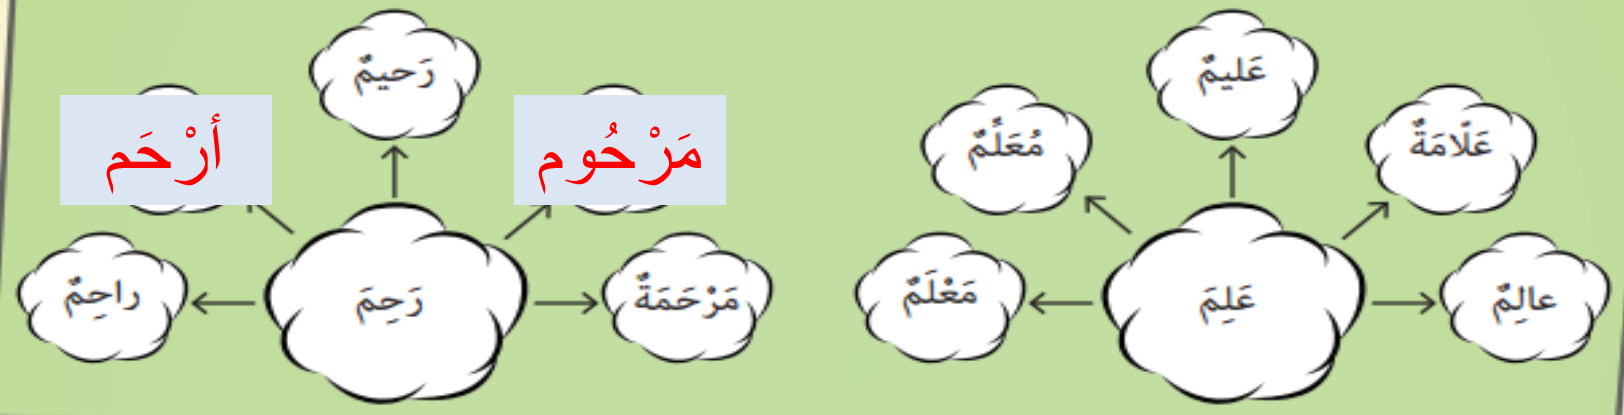 عَليمٌ
عَلّامَةٌ
مُعَلِّمٌ
عالِمٌ
عَلِمَ
مَعْلَمٌ
رَحيمٌ
مَرْحُوم
أرْحَم
مَرْحَمَةٌ
رَحِمَ
راحِمٌ